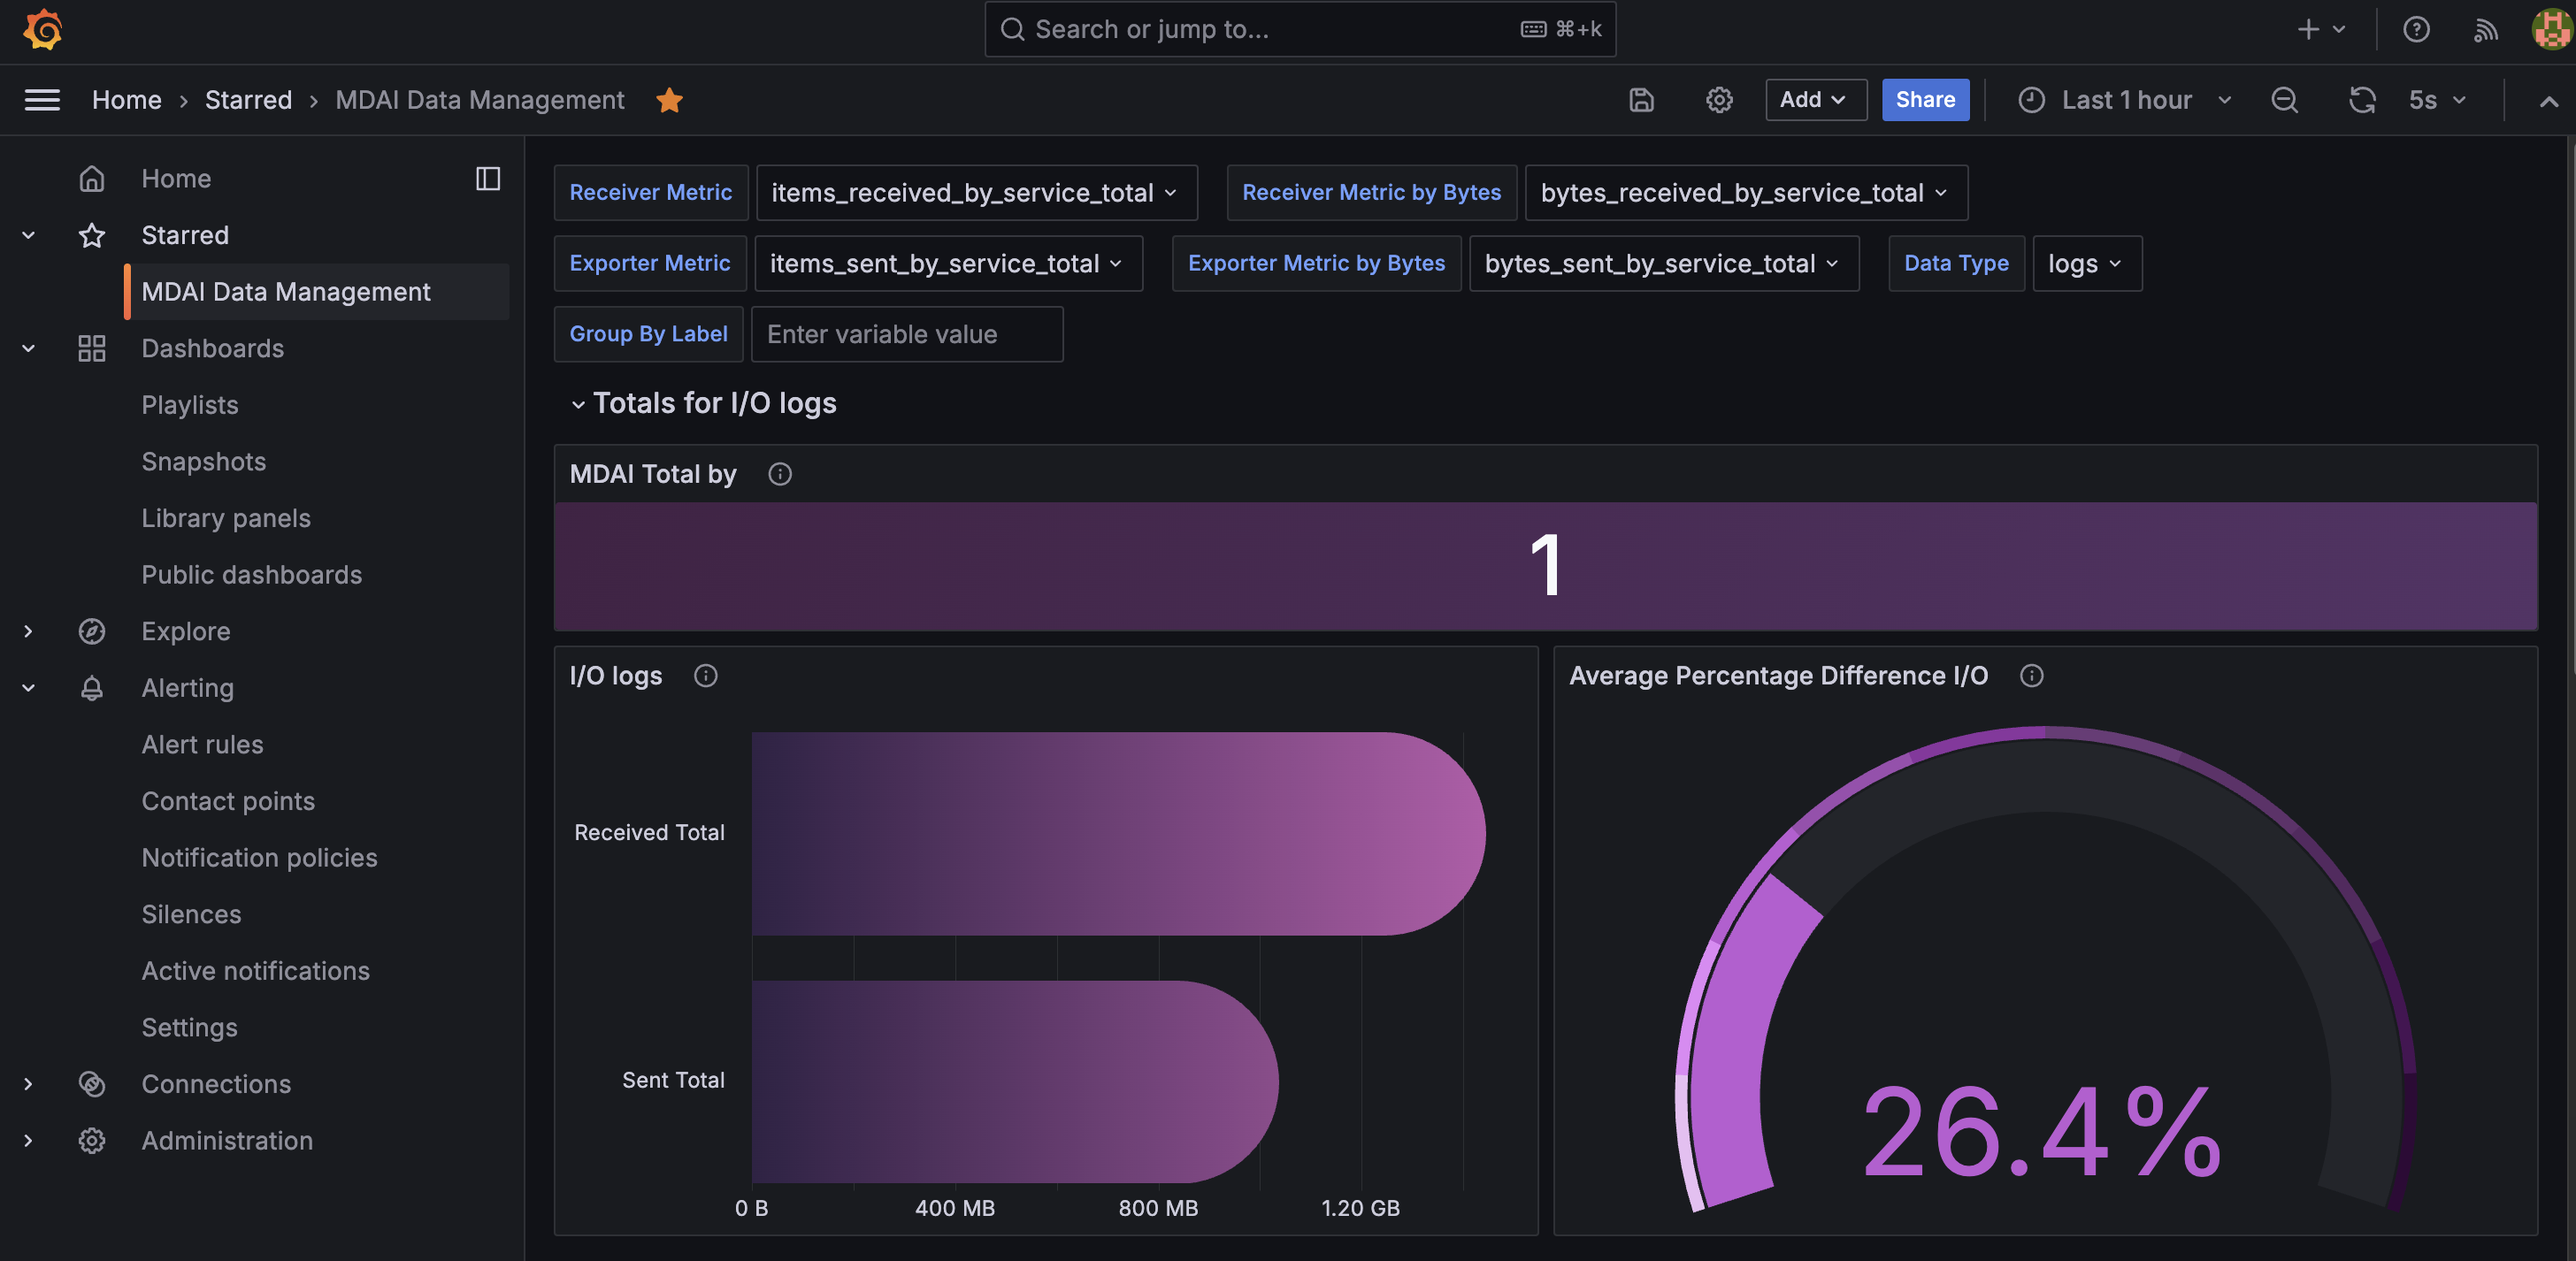 Search or jump to... ⌘+k
Home › Starred › MDAI Data Management Add Share Last 1 hour 5s
Home
Starred
MDAI Data Management
Dashboards
Playlists
Snapshots
Library panels
Public dashboards
Explore
Alerting
Alert rules
Contact points
Notification policies
Silences
Active notifications
Settings
Connections
Administration
Receiver Metric items_received_by_service_total Receiver Metric by Bytes bytes_received_by_service_total
Exporter Metric items_sent_by_service_total Exporter Metric by Bytes bytes_sent_by_service_total Data Type logs
Group By Label Enter variable value
Totals for I/O logs
MDAI Total by
1
I/O logs
Received Total
Sent Total
0 B 400 MB 800 MB 1.20 GB
Average Percentage Difference I/O
26.4%